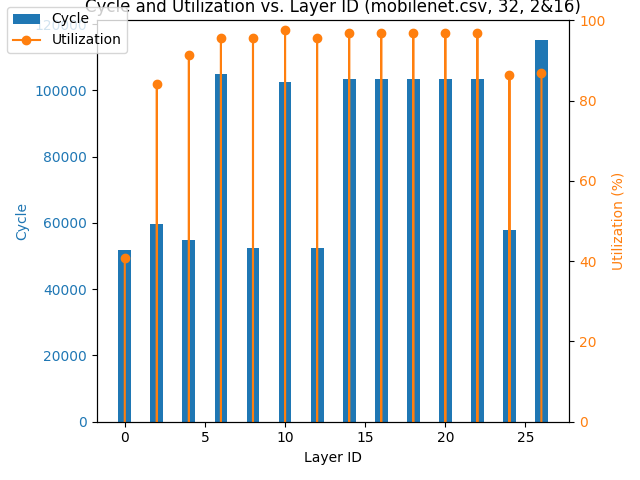 Cycle and Utilization vs. Layer ID (mobilenet.csv, 32, 2&16)
Cycle
Utilization
120000
100000
80000
60000
40000
20000
0
Cycle
100
80
60
40
20
0
Utilization (%)
0 5 10 15 20 25
Layer ID